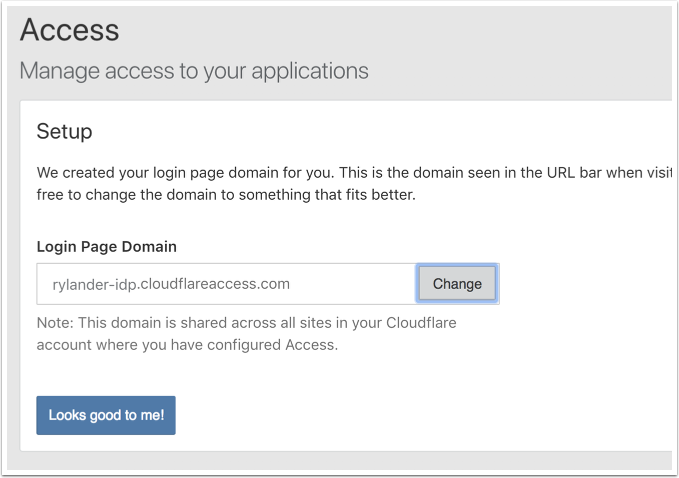 Access
Manage access to your applications
Setup
We created your login page domain for you. This is the domain seen in the URL bar when
free to change the domain to something that fits better.
Login Page Domain
rylander-idp.cloudflareaccess.com
Change
Note: This domain is shared across all sites in your Cloudflare
account where you have configured Access.
Looks good to me!